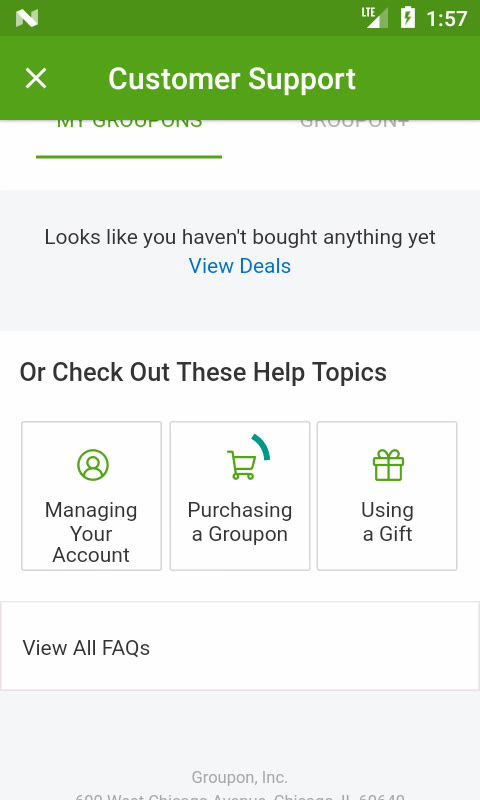 LTE
1:57
Customer Support
MY GROUPONS
GROUPON+
Looks like you haven't bought anything yet
View Deals
Or Check Out These Help Topics
Managing
Your
Account
Purchasing
a Groupon
Using
a Gift
View All FAQs
Groupon, Inc.
600 West Chicago Avenue, Chicago, IL 60640